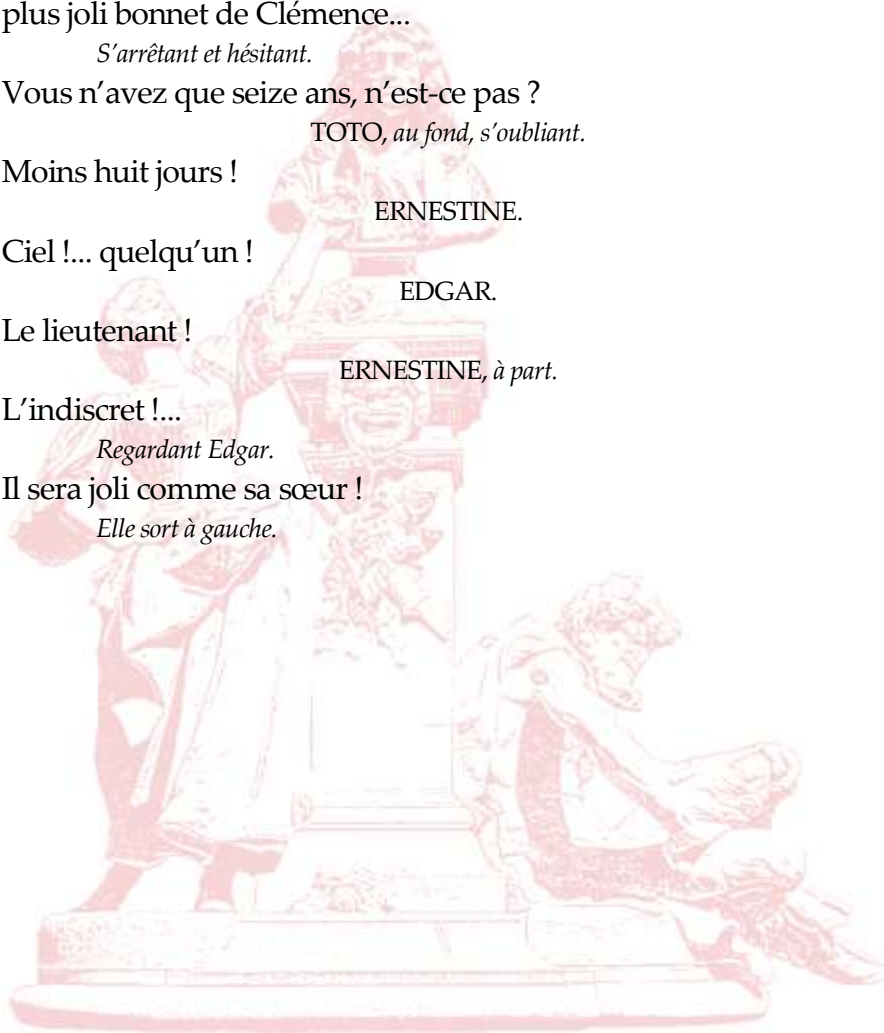 plus joli bonnet de Clémence...
S’arrêtant et hésitant.
Vous n’avez que seize ans, n’est-ce pas ?
TOTO, au fond, s’oubliant.
Moins huit jours !
ERNESTINE.
Ciel !... quelqu’un !
EDGAR.
Le lieutenant !
ERNESTINE, à part.
L’indiscret !...
Regardant Edgar.
Il sera joli comme sa sœur !
Elle sort à gauche.